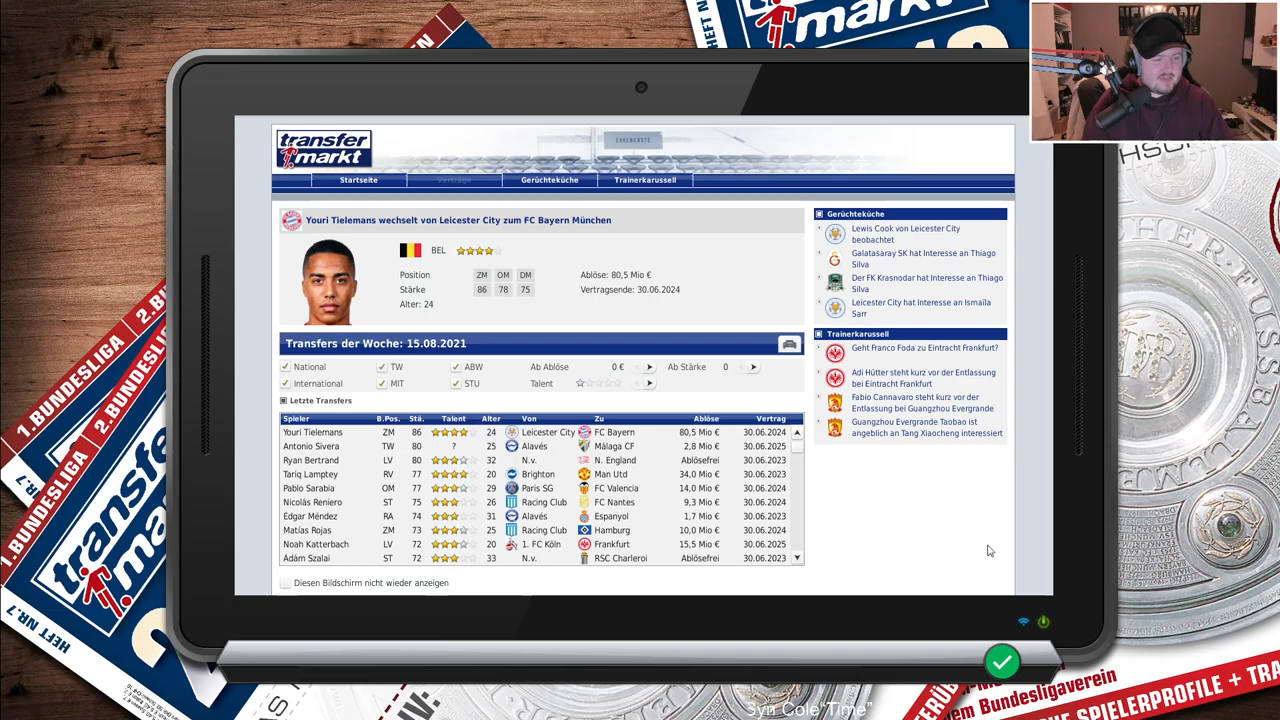 transfer
markt
EHRENKÄSTE
Startseite
Verträge
Gerüchteküche
Trainerkarussell
Youri Tielemans wechselt von Leicester City zum FC Bayern München
BEL
Position ZM OM DM Ablöse: 80,5 Mio €
Stärke 86 78 75 Vertragsende: 30.06.2024
Alter: 24
Transfers der Woche: 15.08.2021
National TW ABW Ab Ablöse 0 € Ab Stärke 0
International MIT STU Talent
Letzte Transfers
Spieler B.Pos. Stä. Talent Alter Von Zu Ablöse Vertrag
Youri Tielemans ZM 86 24 Leicester City FC Bayern 80,5 Mio € 30.06.2024
Antonio Sivera TW 80 ? 25 Alavés Málaga CF 2,8 Mio € 30.06.2025
Ryan Bertrand LV 80 32 N.v. N. England Ablösefrei 30.06.2023
Tariq Lamptey RV 77 20 Brighton Man Utd 34,0 Mio € 30.06.2024
Pablo Sarabia OM 77 29 Paris SG FC Valencia 14,0 Mio € 30.06.2024
Nicolás Reniero ST 75 26 Racing Club FC Nantes 9,3 Mio € 30.06.2024
Édgar Méndez RA 74 31 Alavés Espanyol 1,7 Mio € 30.06.2023
Matías Rojas ZM 73 25 Racing Club Hamburg 10,0 Mio € 30.06.2024
Noah Katterbach LV 72 20 1. FC Köln Frankfurt 15,5 Mio € 30.06.2025
Ádám Szalai ST 72 33 N.v. RSC Charleroi Ablösefrei 30.06.2023
Diesen Bildschirm nicht wieder anzeigen
Gerüchteküche
Lewis Cook von Leicester City
beobachtet
Galatasaray SK hat Interesse an Thiago
Silva
Der FK Krasnodar hat Interesse an Thiago
Silva
Leicester City hat Interesse an Ismaïla
Sarr
Trainerkarussell
Geht Franco Foda zu Eintracht Frankfurt?
Adi Hütter steht kurz vor der Entlassung
bei Eintracht Frankfurt
Fabio Cannavaro steht kurz vor der
Entlassung bei Guangzhou Evergrande
Guangzhou Evergrande Taobao ist
angeblich an Tang Xiaocheng interessiert
1. BUNDESLIGA
2. BU
HEFT NR.7
Syn Cole "Time"
em Bundesligaverein
SPIELERPROFILE + TRA